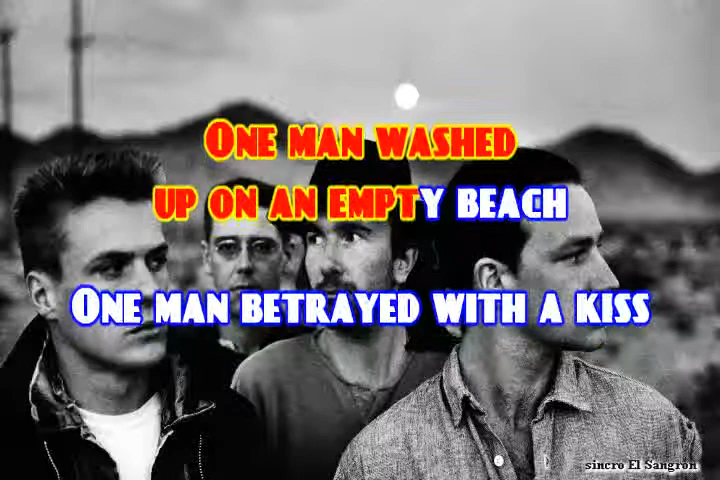 One man washed
up on an empty beach
One man betrayed with a kiss
sincro El Sangron